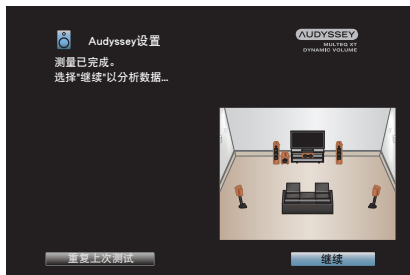 Audyssey设置
AUDYSSEY
MULTEQ XT
DYNAMIC VOLUME
测量已完成。
选择"继续"以分析数据...
重复上次测试
继续